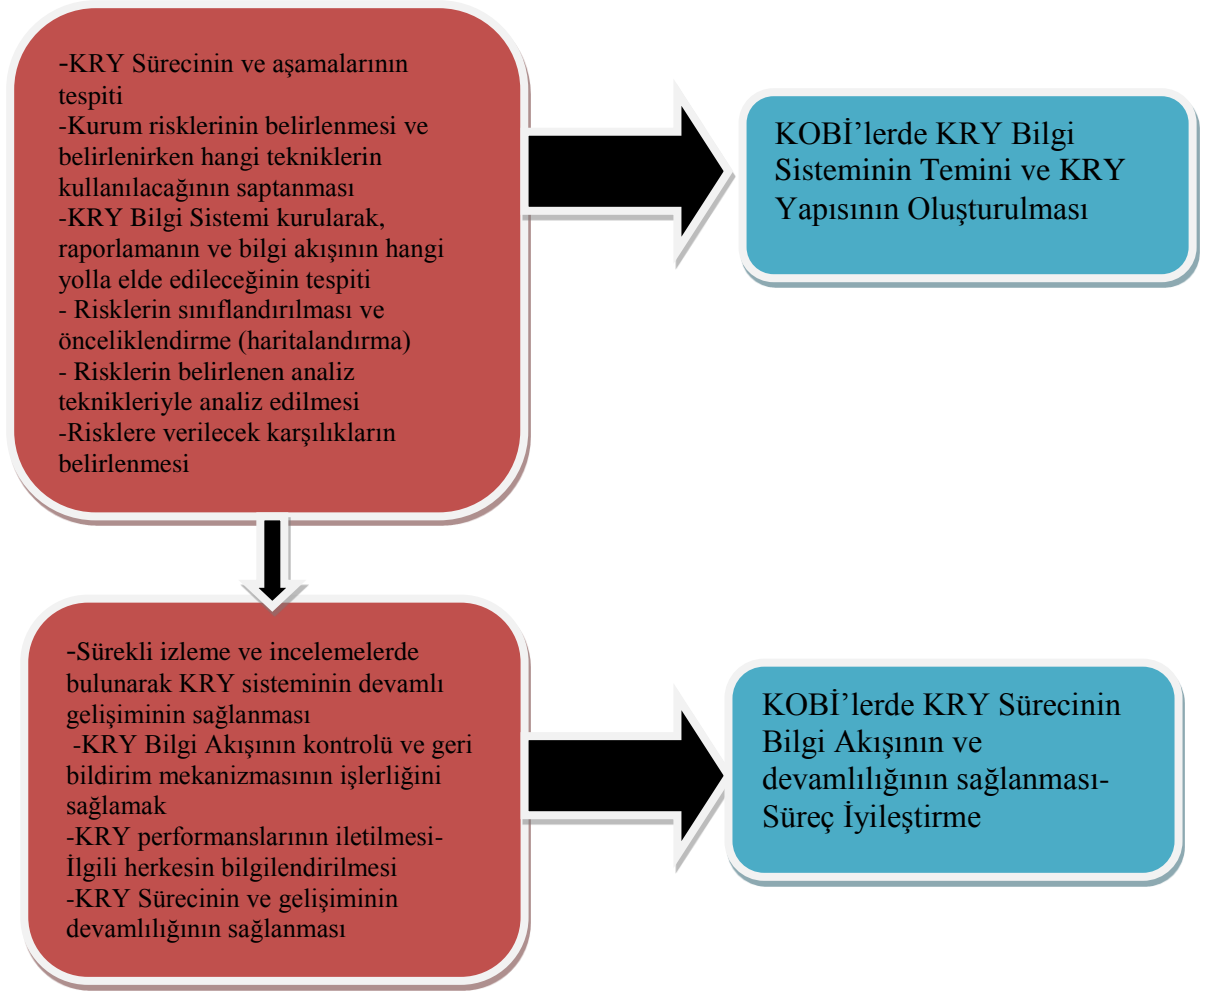 -KRY Sürecinin ve aşamalarının
tespiti
-Kurum risklerinin belirlenmesi ve
belirlenirken hangi tekniklerin
kullanılacağının saptanması
-KRY Bilgi Sistemi kurularak,
raporlamanın ve bilgi akışının hangi
yolla elde edileceğinin tespiti
- Risklerin sınıflandırılması ve
önceliklendirme (haritalandırma)
- Risklerin belirlenen analiz
teknikleriyle analiz edilmesi
-Risklere verilecek karşılıkların
belirlenmesi
KOBİ’lerde KRY Bilgi
Sisteminin Temini ve KRY
Yapısının Oluşturulması
-Sürekli izleme ve incelemelerde
bulunarak KRY sisteminin devamlı
gelişiminin sağlanması
-KRY Bilgi Akışının kontrolü ve geri
bildirim mekanizmasının işlerliğini
sağlamak
-KRY performanslarının iletilmesi-
İlgili herkesin bilgilendirilmesi
-KRY Sürecinin ve gelişiminin
devamlılığının sağlanması
KOBİ’lerde KRY Sürecinin
Bilgi Akışının ve
devamlılığının sağlanması-
Süreç İyileştirme